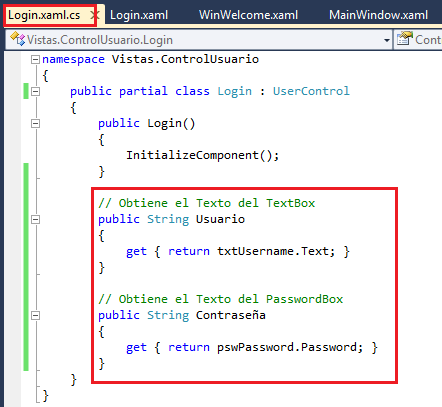 Login.xaml.cs Login.xaml WinWelcome.xaml MainWindow.xaml
Vistas.ControlUsuario.Login Cont
namespace Vistas.ControlUsuario
{
public partial class Login : UserControl
{
public Login()
{
InitializeComponent();
}
// Obtiene el Texto del TextBox
public String Usuario
{
get { return txtUsername.Text; }
}
// Obtiene el Texto del PasswordBox
public String Contraseña
{
get { return pswPassword.Password; }
}
}
}